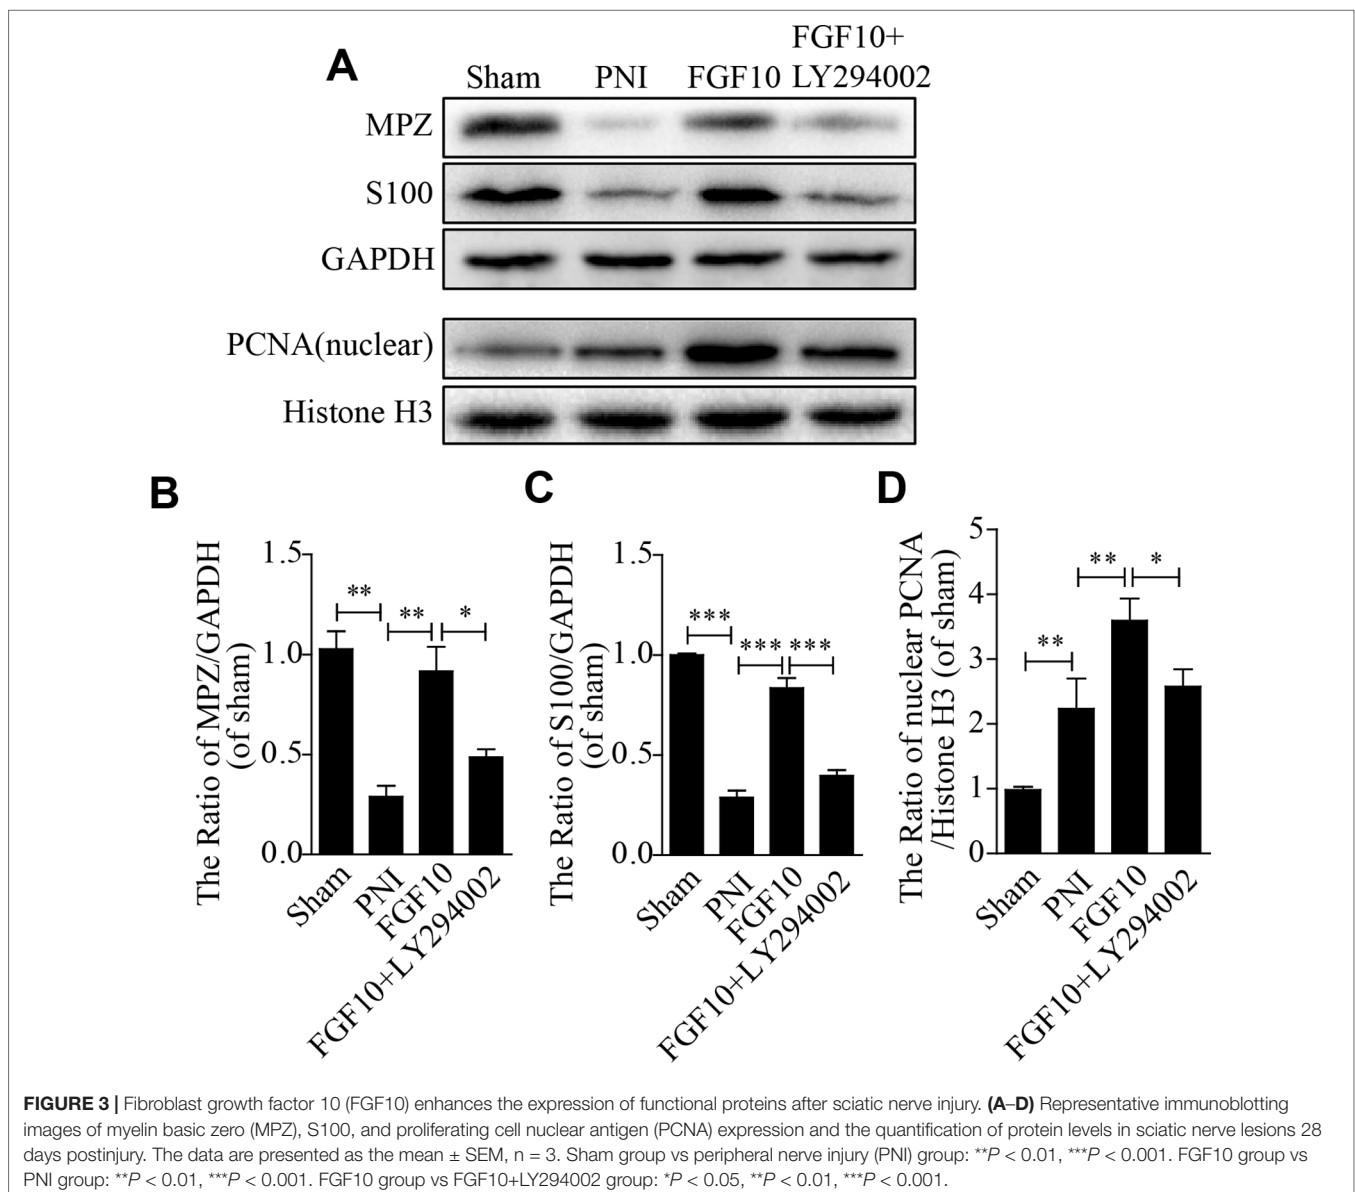 A
Sham PNI FGF10 FGF10+
LY294002
MPZ
S100
GAPDH
PCNA(nuclear)
Histone H3
B
The Ratio of MPZ/GAPDH
(of sham)
1.5
1.0
0.5
0.0
** ** *
Sham
PNI
FGF10
FGF10+LY294002
C
The Ratio of S100/GAPDH
(of sham)
1.5
1.0
0.5
0.0
*** *** ***
Sham
PNI
FGF10
FGF10+LY294002
D
The Ratio of nuclear PCNA
/Histone H3 (of sham)
5
4
3
2
1
0
** ** *
Sham
PNI
FGF10
FGF10+LY294002
FIGURE 3 | Fibroblast growth factor 10 (FGF10) enhances the expression of functional proteins after sciatic nerve injury. (A–D) Representative immunoblotting
images of myelin basic zero (MPZ), S100, and proliferating cell nuclear antigen (PCNA) expression and the quantification of protein levels in sciatic nerve lesions 28
days postinjury. The data are presented as the mean ± SEM, n = 3. Sham group vs peripheral nerve injury (PNI) group: **P < 0.01, ***P < 0.001. FGF10 group vs
PNI group: **P < 0.01, ***P < 0.001. FGF10 group vs FGF10+LY294002 group: *P < 0.05, **P < 0.01, ***P < 0.001.